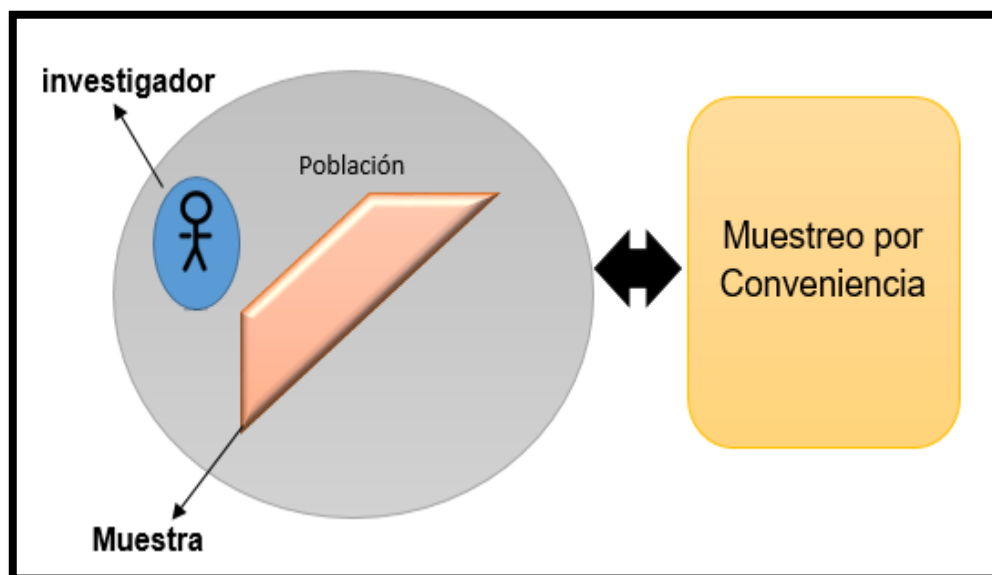 investigador
Población
Muestra
Muestreo por
Conveniencia